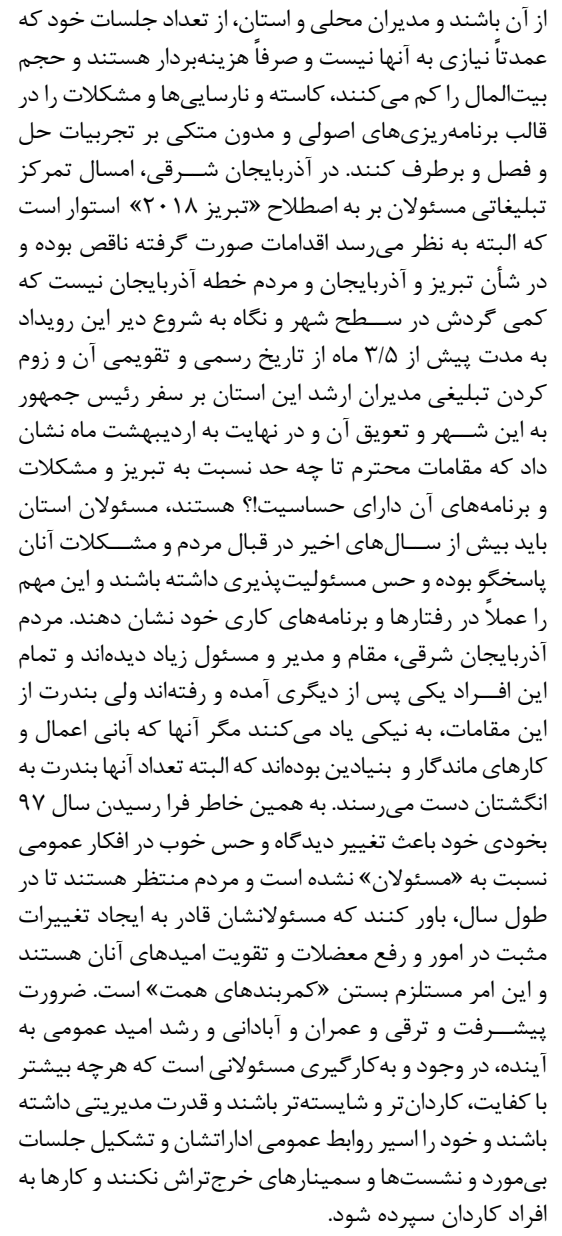 از آن باشند و مدیران محلی و استان، از تعداد جلسات خود که
عمدتاً نیازی به آنها نیست و صرفاً هزینه‌بردار هستند و حجم
بیت‌المال را کم می‌کنند، کاسته و نارسایی‌ها و مشکلات را در
قالب برنامه‌ریزی‌های اصولی و مدون متکی بر تجربیات حل
و فصل و برطرف کنند. در آذربایجان شــرقی، امسال تمرکز
تبلیغاتی مسئولان بر به اصطلاح «تبریز ۲۰۱۸» استوار است
که البته به نظر می‌رسد اقدامات صورت گرفته ناقص بوده و
در شأن تبریز و آذربایجان و مردم خطه آذربایجان نیست که
کمی گردش در ســطح شهر و نگاه به شروع دیر این رویداد
به مدت پیش از ۳/۵ ماه از تاریخ رسمی و تقویمی آن و زوم
کردن تبلیغی مدیران ارشد این استان بر سفر رئیس جمهور
به این شــهر و تعویق آن و در نهایت به اردیبهشت ماه نشان
داد که مقامات محترم تا چه حد نسبت به تبریز و مشکلات
و برنامه‌های آن دارای حساسیت!؟ هستند، مسئولان استان
باید بیش از ســال‌های اخیر در قبال مردم و مشــکلات آنان
پاسخگو بوده و حس مسئولیت‌پذیری داشته باشند و این مهم
را عملاً در رفتارها و برنامه‌های کاری خود نشان دهند. مردم
آذربایجان شرقی، مقام و مدیر و مسئول زیاد دیده‌اند و تمام
این افــراد یکی پس از دیگری آمده و رفته‌اند ولی بندرت از
این مقامات، به نیکی یاد می‌کنند مگر آنها که بانی اعمال و
کارهای ماندگار و بنیادین بوده‌اند که البته تعداد آنها بندرت به
انگشتان دست می‌رسند. به همین خاطر فرا رسیدن سال ۹۷
بخودی خود باعث تغییر دیدگاه و حس خوب در افکار عمومی
نسبت به «مسئولان» نشده است و مردم منتظر هستند تا در
طول سال، باور کنند که مسئولانشان قادر به ایجاد تغییرات
مثبت در امور و رفع معضلات و تقویت امیدهای آنان هستند
و این امر مستلزم بستن «کمربندهای همت» است. ضرورت
پیشــرفت و ترقی و عمران و آبادانی و رشد امید عمومی به
آینده، در وجود و به‌کارگیری مسئولانی است که هرچه بیشتر
با کفایت، کاردان‌تر و شایسته‌تر باشند و قدرت مدیریتی داشته
باشند و خود را اسیر روابط عمومی اداراتشان و تشکیل جلسات
بی‌مورد و نشست‌ها و سمینارهای خرج‌تراش نکنند و کارها به
افراد کاردان سپرده شود.